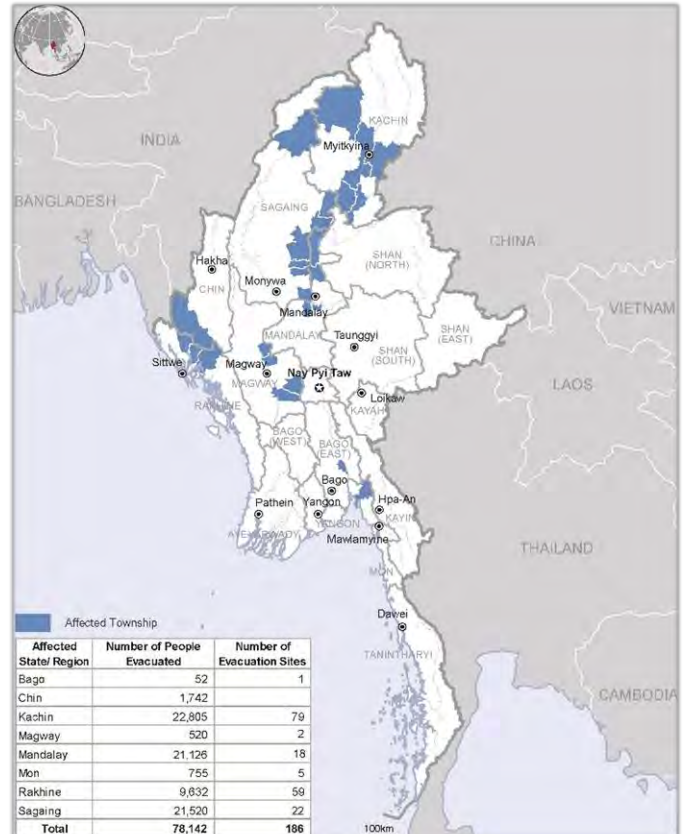 KACHIN
INDIA
Myitkyina
BANGLADESH
SAGAING
CHINA
SHAN
(NORTH)
Hakha
CHIN
Monywa
Mandalay
VIETNAM
MANDALAY
Taunggyi
SHAN
(EAST)
SHAN
(SOUTH)
Sittwe
Magway
MAGWAY
Nay Pyi Taw
LAOS
Loikaw
KAYAH
RAKHINE
BAGO
(WEST)
BAGO
(EAST)
Bago
Pathein
Yangon
Hpa-An
KAYIN
YANGON
AYEYARWADY
Mawlamyine
THAILAND
MON
Dawei
TANINTHARYI
CAMBODIA
Affected Township
Affected State/ Region Number of People Evacuated Number of Evacuation Sites
Bago 52 1
Chin 1,742
Kachin 22,805 79
Magway 520 2
Mandalay 21,126 18
Mon 755 5
Rakhine 9,632 59
Sagaing 21,520 22
Total 78,142 186
100km